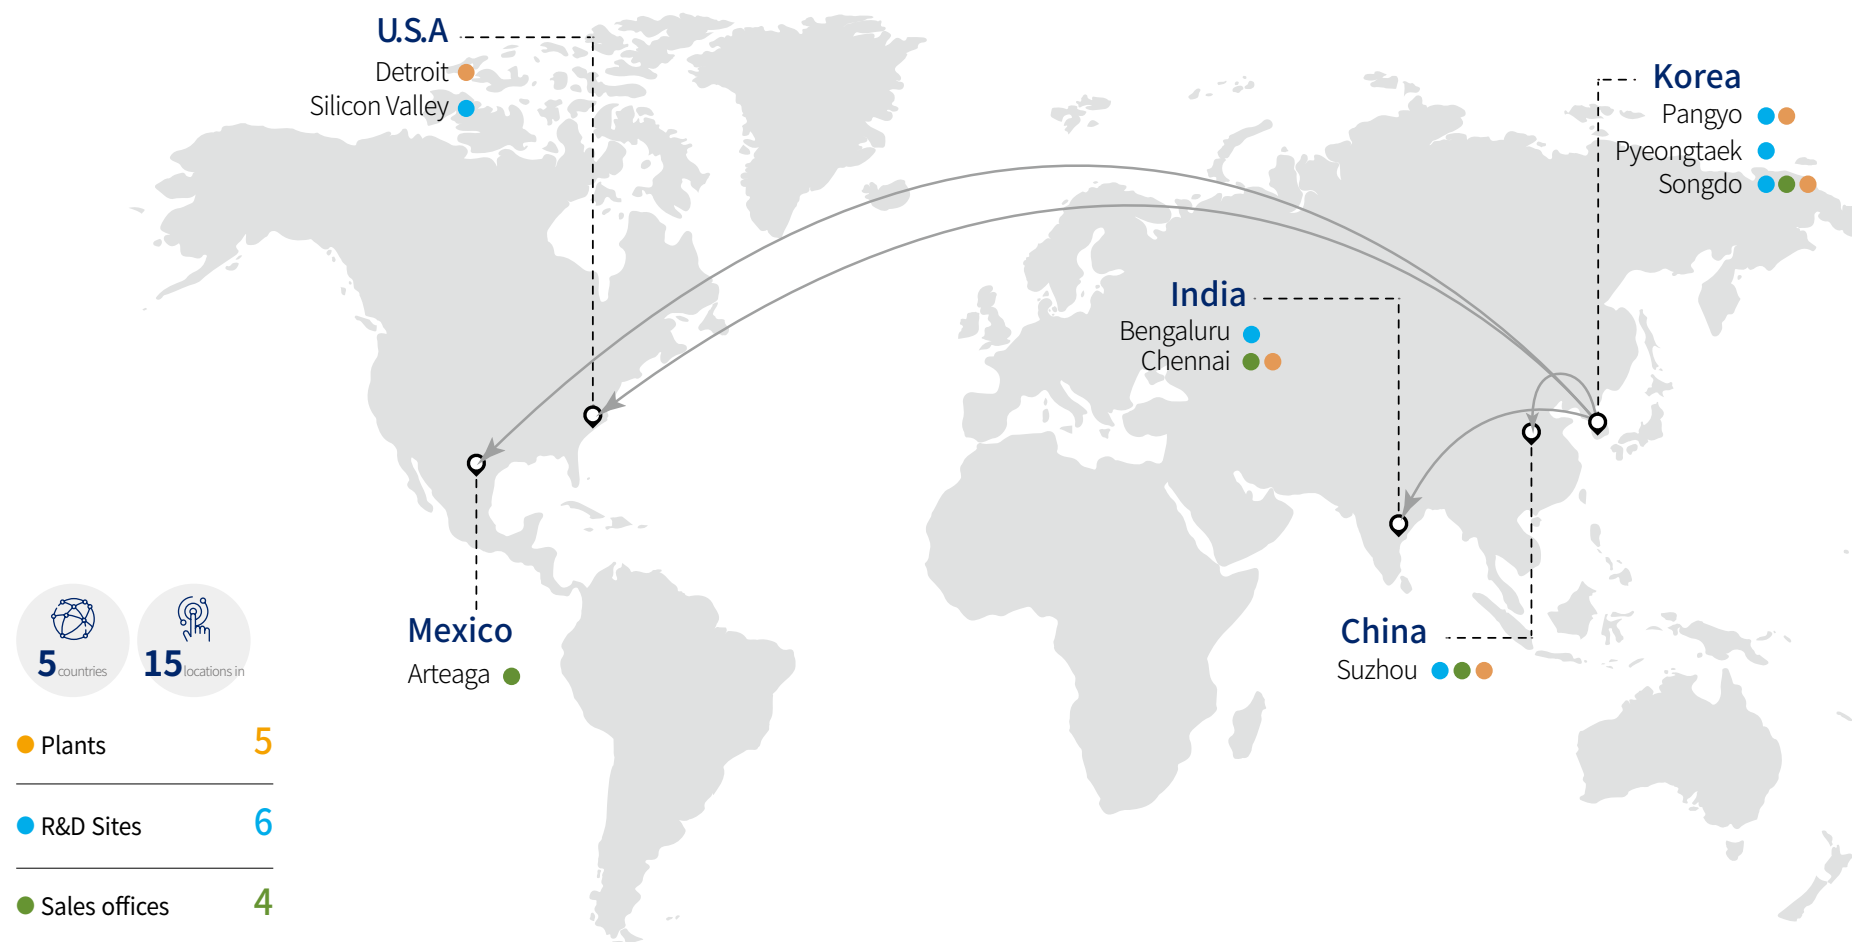 U.S.A
Detroit
Silicon Valley
Korea
Pangyo
Pyeongtaek
Songdo
India
Bengaluru
Chennai
Mexico
Arteaga
China
Suzhou
5 countries
15 locations in
Plants 5
R&D Sites 6
Sales offices 4